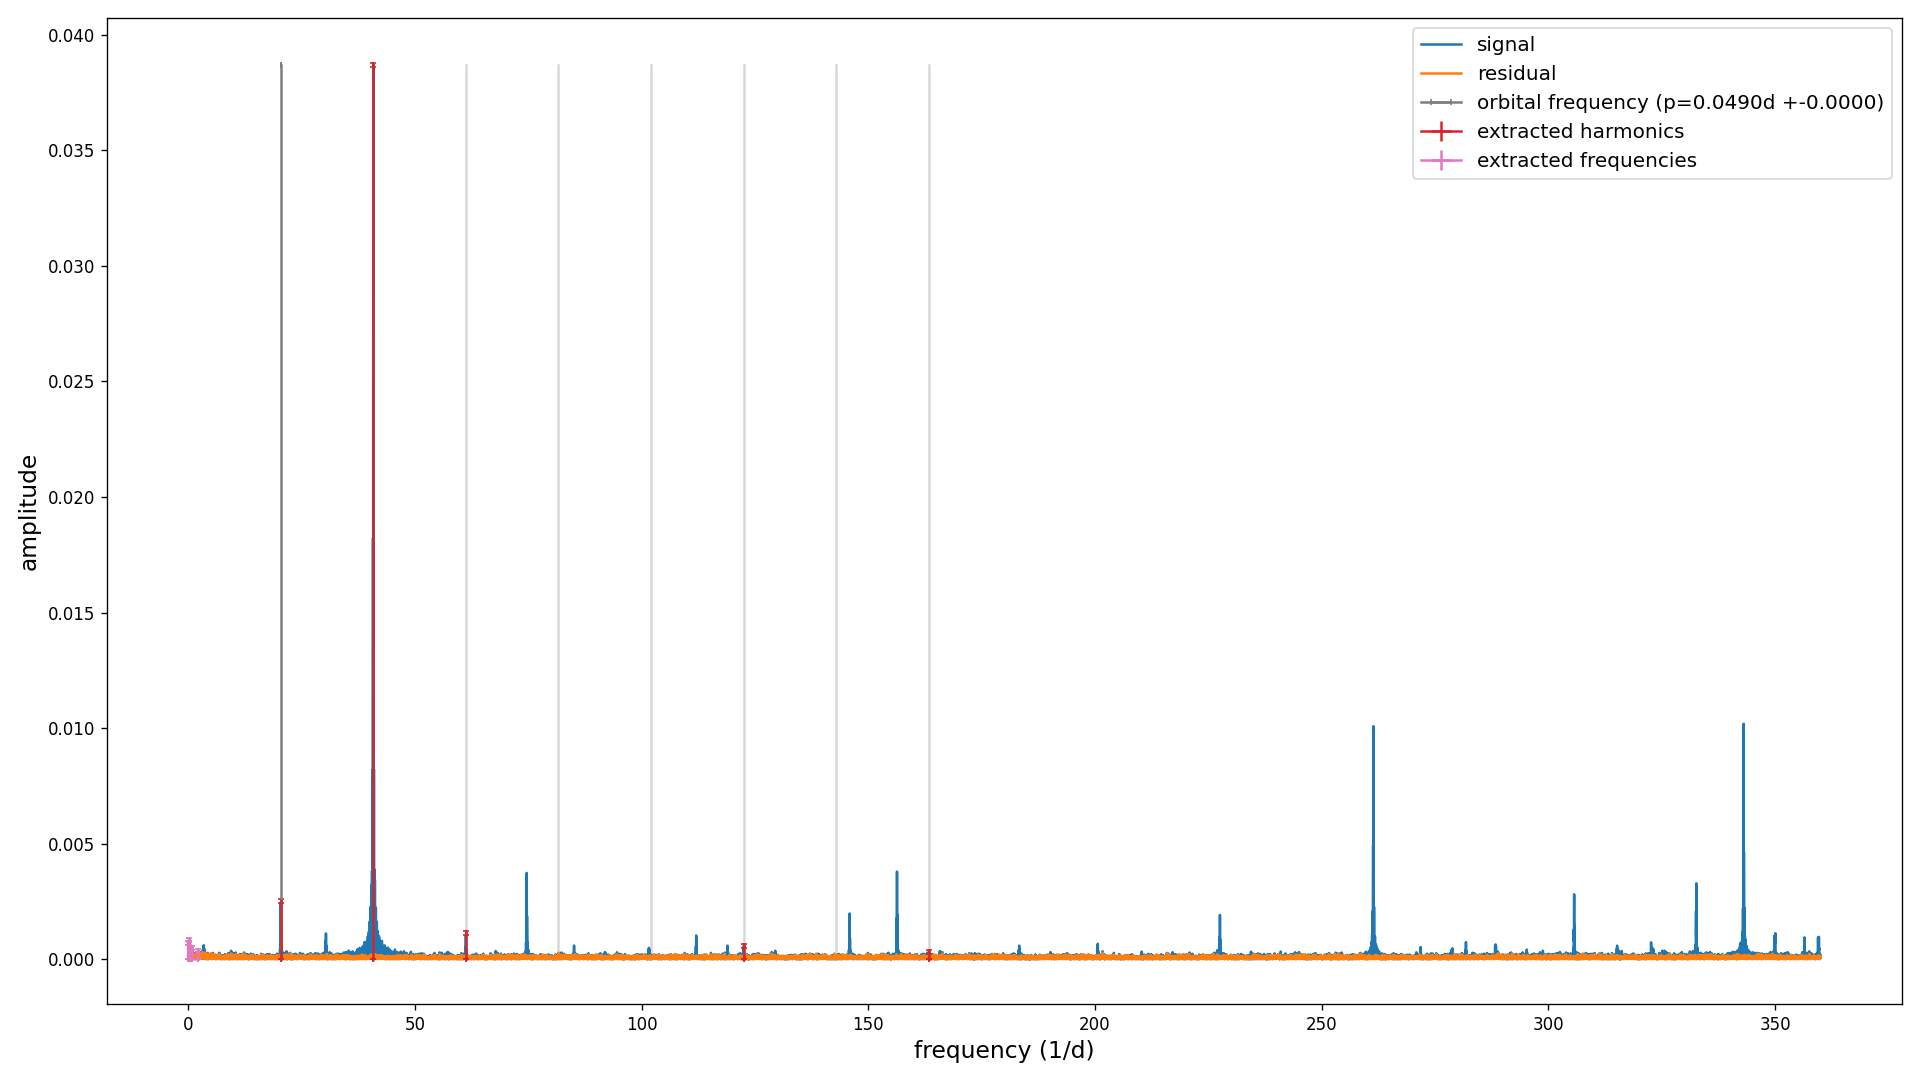 0.040
0.035
0.030
0.025
0.020
0.015
0.010
0.005
0.000
amplitude
0
50
100
150
200
250
300
350
frequency (1/d)
signal
residual
orbital frequency (p=0.0490d +-0.0000)
extracted harmonics
extracted frequencies